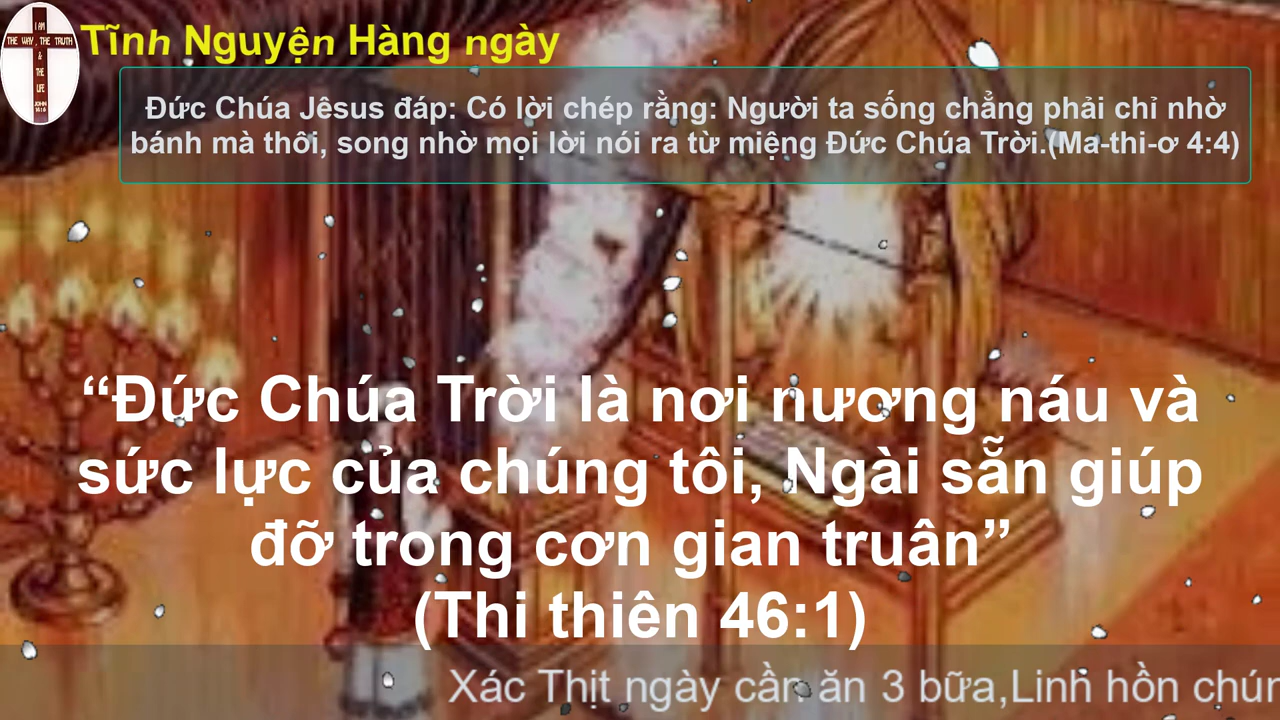 I AM
THE WAY, THE TRUTH
&
THE
LIFE
JOHN
Tĩnh Nguyện Hàng ngày
Đức Chúa Jêsus đáp: Có lời chép rằng: Người ta sống chẳng phải chỉ nhờ
bánh mà thôi, song nhờ mọi lời nói ra từ miệng Đức Chúa Trời.(Ma-thi-ơ 4:4)
“Đức Chúa Trời là nơi nương náu và
sức lực của chúng tôi, Ngài sẵn giúp
đỡ trong cơn gian truân”
(Thi thiên 46:1)
Xác Thịt ngày cần ăn 3 bữa,Linh hồn